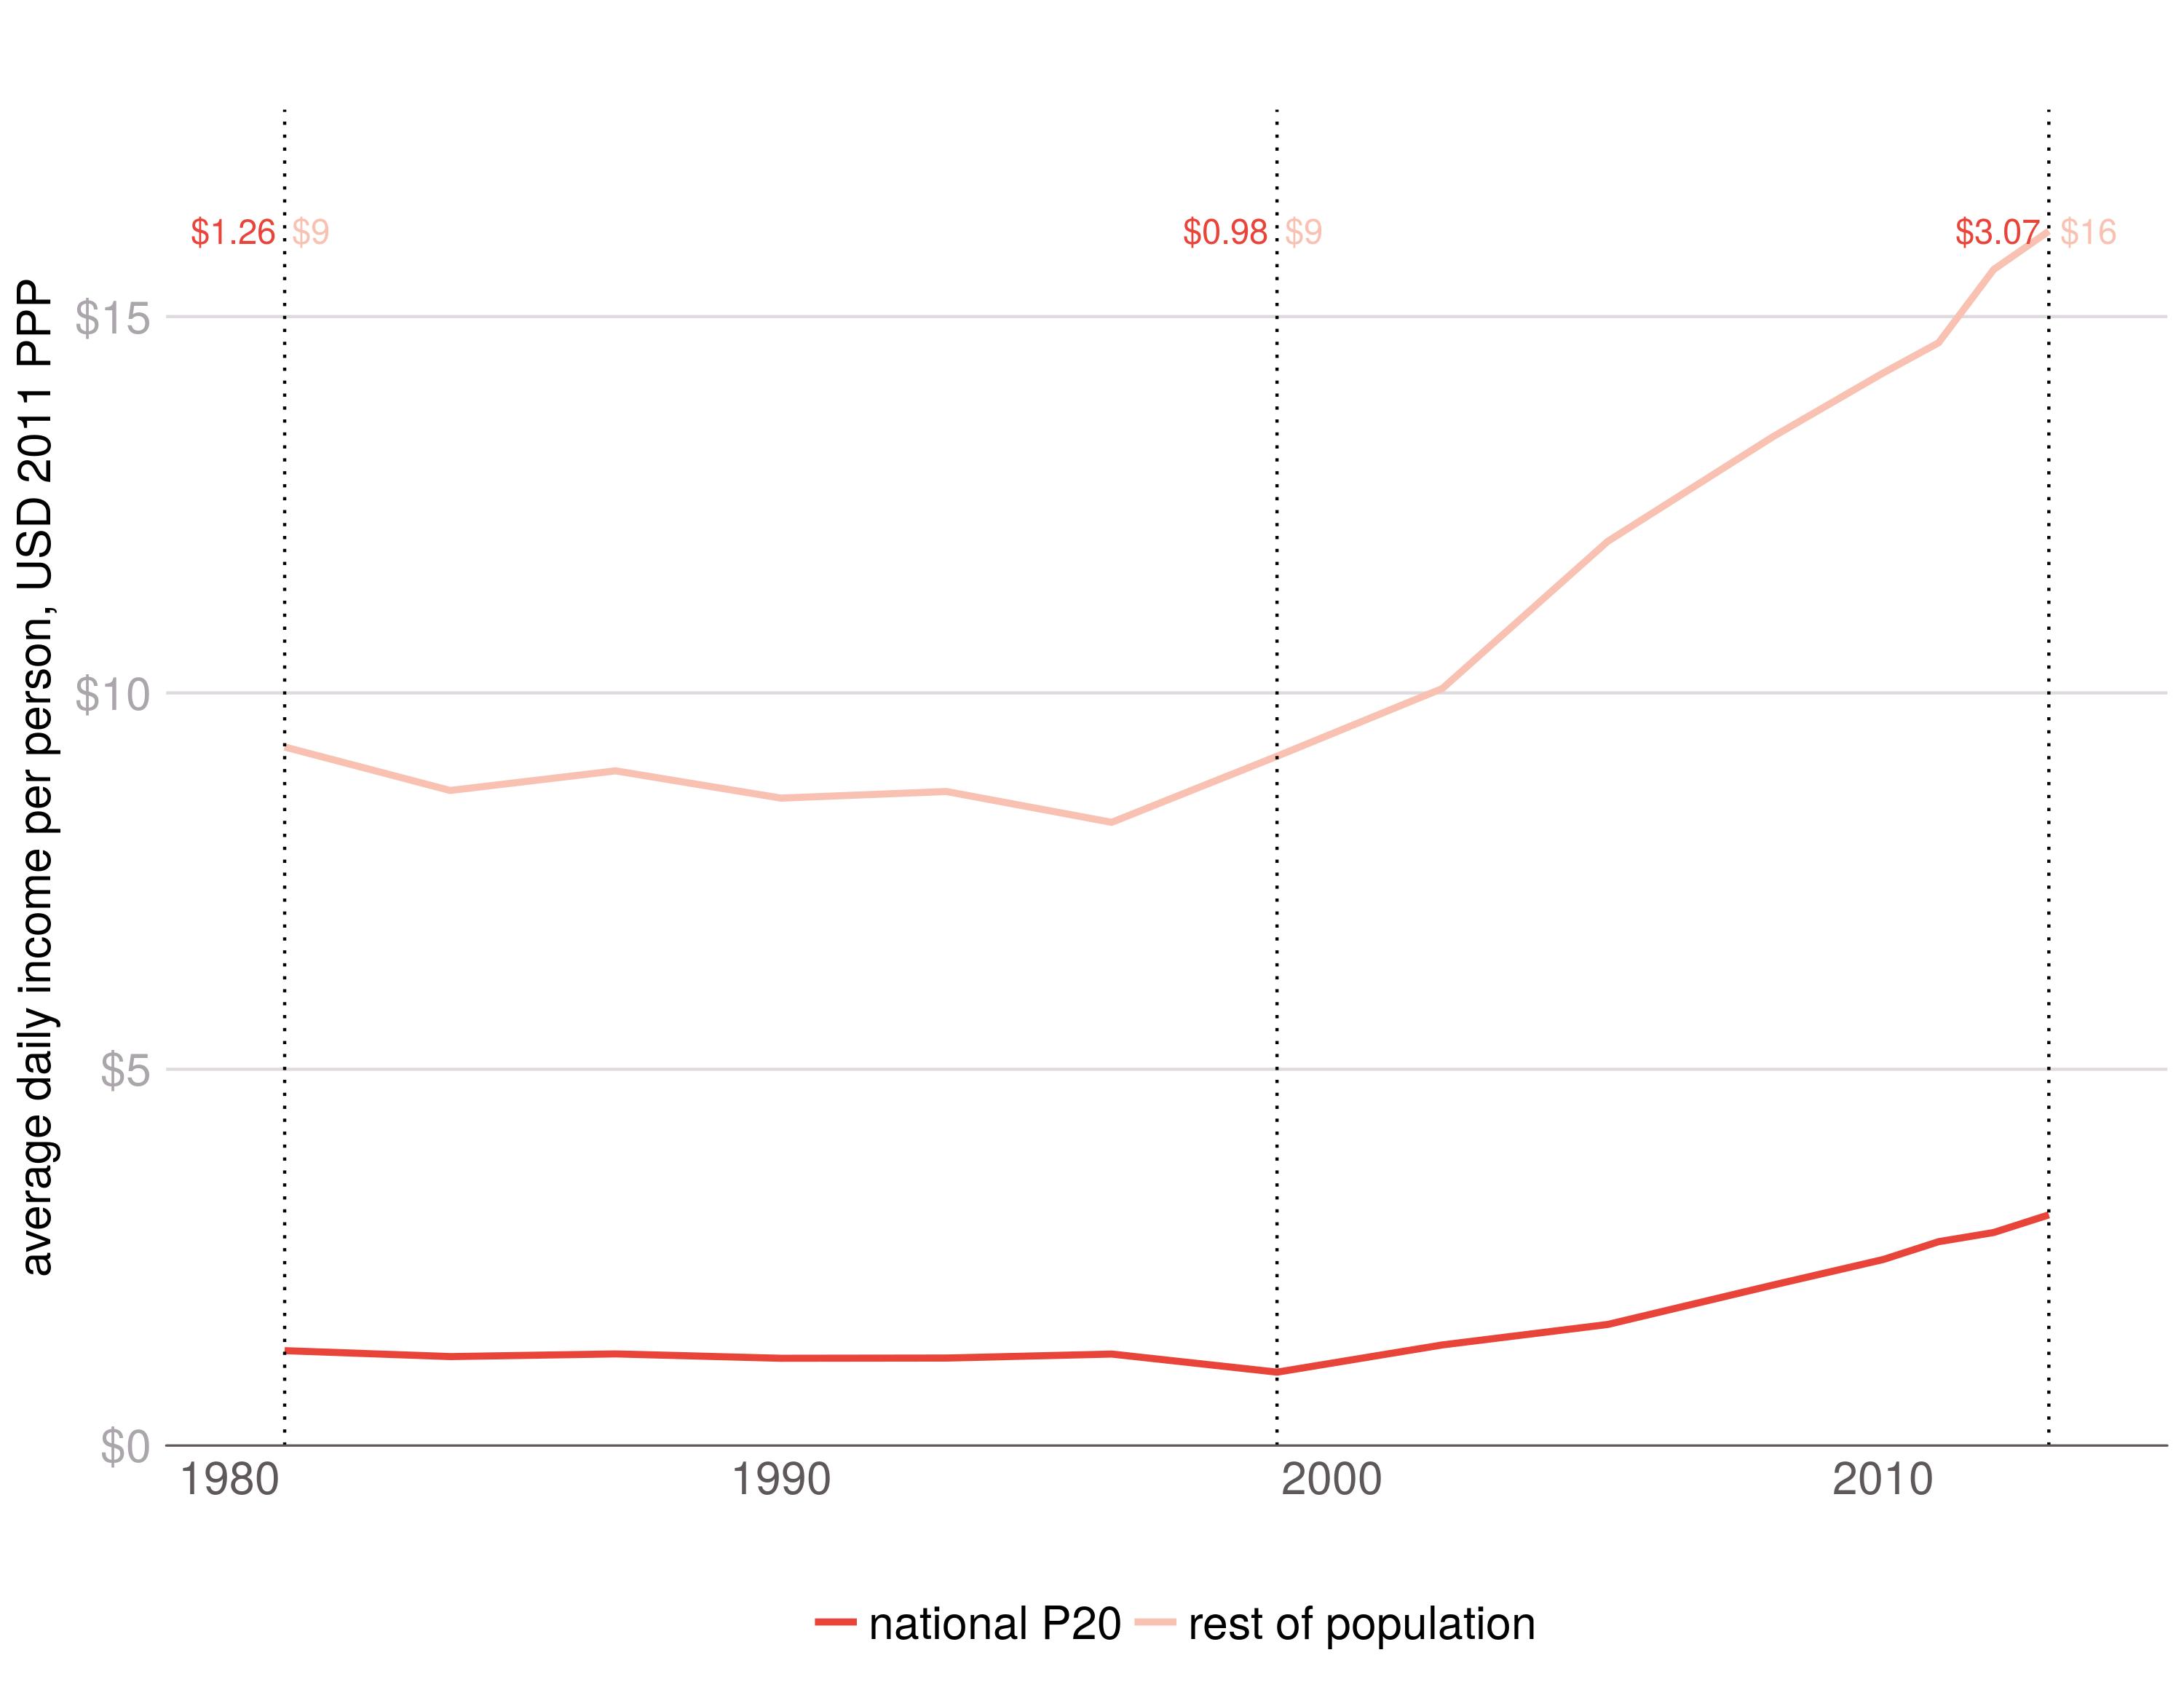 average daily income per person, USD 2011 PPP
$1.26 $9 $0.98 $9 $3.07 $16
$15
$10
$5
$0
1980 1990 2000 2010
national P20 rest of population